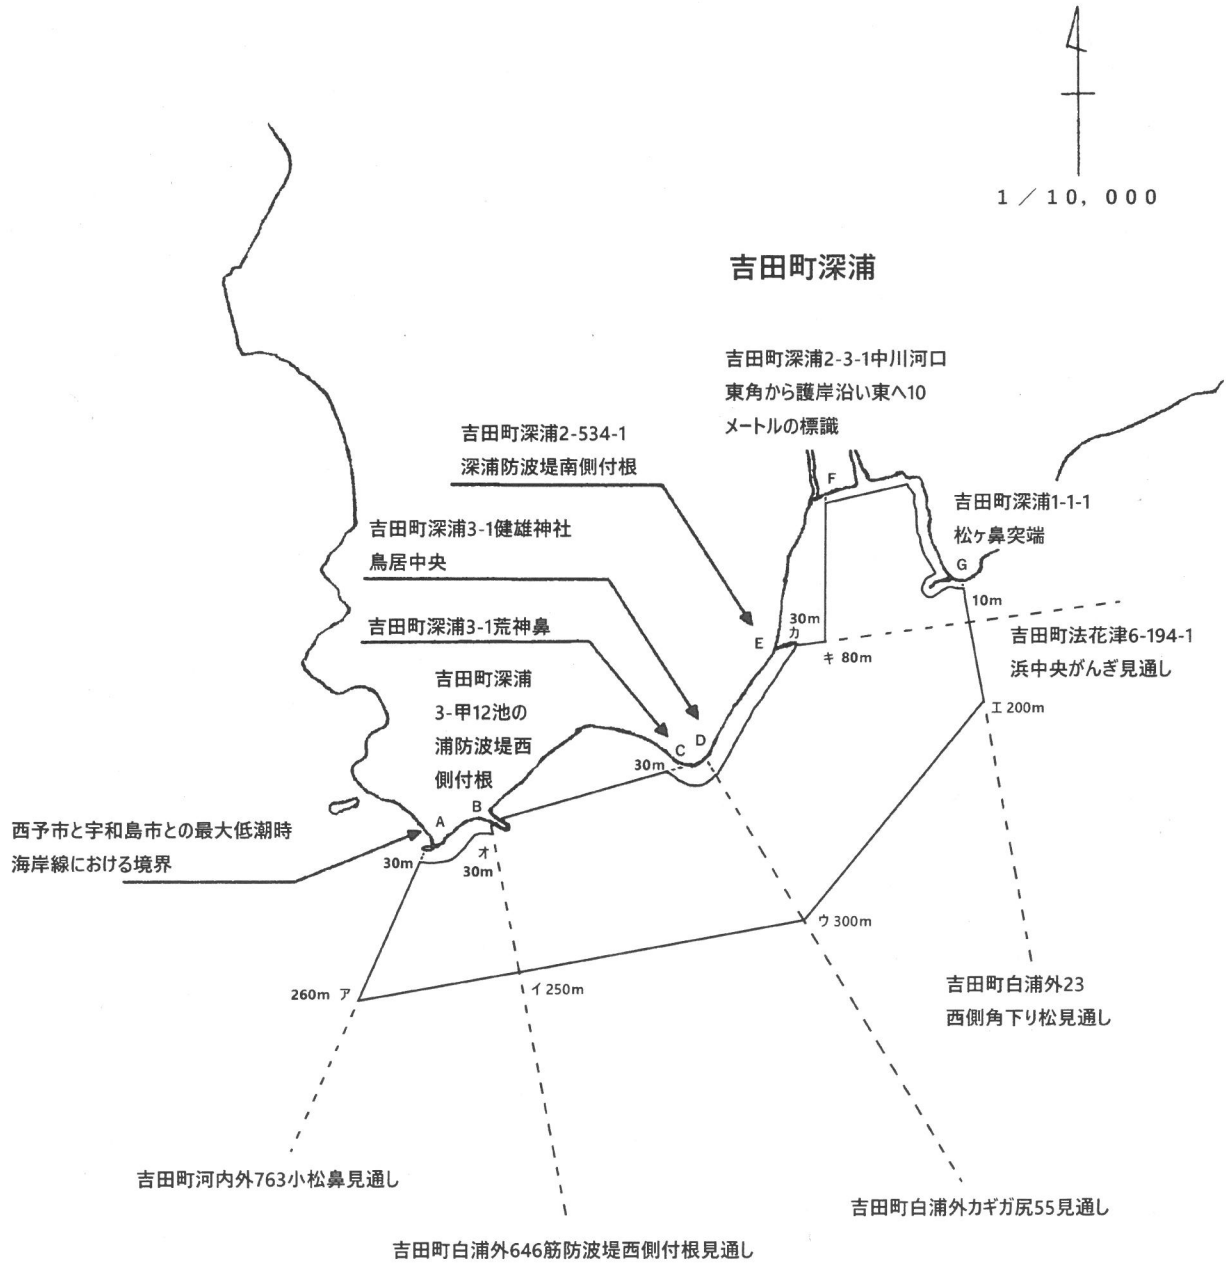 1／10,000
吉田町深浦
吉田町深浦2-3-1中川河口
東角から護岸沿い東へ10
メートルの標識
吉田町深浦2-534-1
深浦防波堤南側付根
F
吉田町深浦1-1-1
松ヶ鼻突端
G
吉田町深浦3-1健雄神社
鳥居中央
10m
吉田町深浦3-1荒神鼻
30m
カ
E
キ 80m
吉田町法花津6-194-1
浜中央がんぎ見通し
吉田町深浦
3-甲12池の
浦防波堤西
側付根
エ 200m
D
C
30m
B
A
西予市と宇和島市との最大低潮時
海岸線における境界
30m
オ
30m
ウ 300m
260m ア
イ 250m
吉田町白浦外23
西側角下り松見通し
吉田町河内外763小松鼻見通し
吉田町白浦外カギガ尻55見通し
吉田町白浦外646筋防波堤西側付根見通し